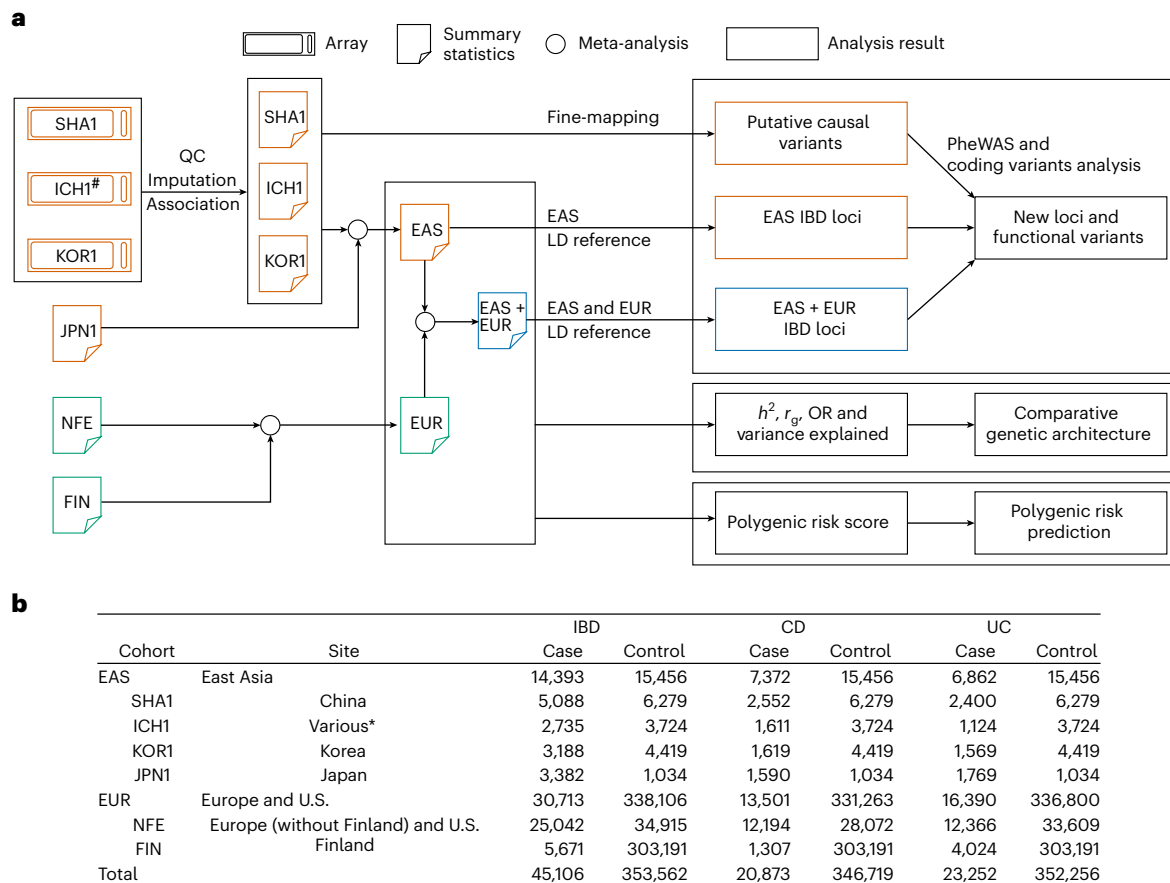 a
Array
Summary
statistics
Meta-analysis
Analysis result
SHA1
ICH1#
KOR1
QC
Imputation
Association
SHA1
ICH1
KOR1
JPN1
NFE
FIN
EAS
EAS +
EUR
EUR
Fine-mapping
EAS
LD reference
EAS and EUR
LD reference
Putative causal
variants
EAS IBD loci
EAS + EUR
IBD loci
PheWAS and
coding variants analysis
New loci and
functional variants
h², rg, OR and
variance explained
Comparative
genetic architecture
Polygenic risk score
Polygenic risk
prediction
b
IBD CD UC
Cohort Site Case Control Case Control Case Control
EAS East Asia 14,393 15,456 7,372 15,456 6,862 15,456
SHA1 China 5,088 6,279 2,552 6,279 2,400 6,279
ICH1 Various* 2,735 3,724 1,611 3,724 1,124 3,724
KOR1 Korea 3,188 4,419 1,619 4,419 1,569 4,419
JPN1 Japan 3,382 1,034 1,590 1,034 1,769 1,034
EUR Europe and U.S. 30,713 338,106 13,501 331,263 16,390 336,800
NFE Europe (without Finland) and U.S. 25,042 34,915 12,194 28,072 12,366 33,609
FIN Finland 5,671 303,191 1,307 303,191 4,024 303,191
Total 45,106 353,562 20,873 346,719 23,252 352,256